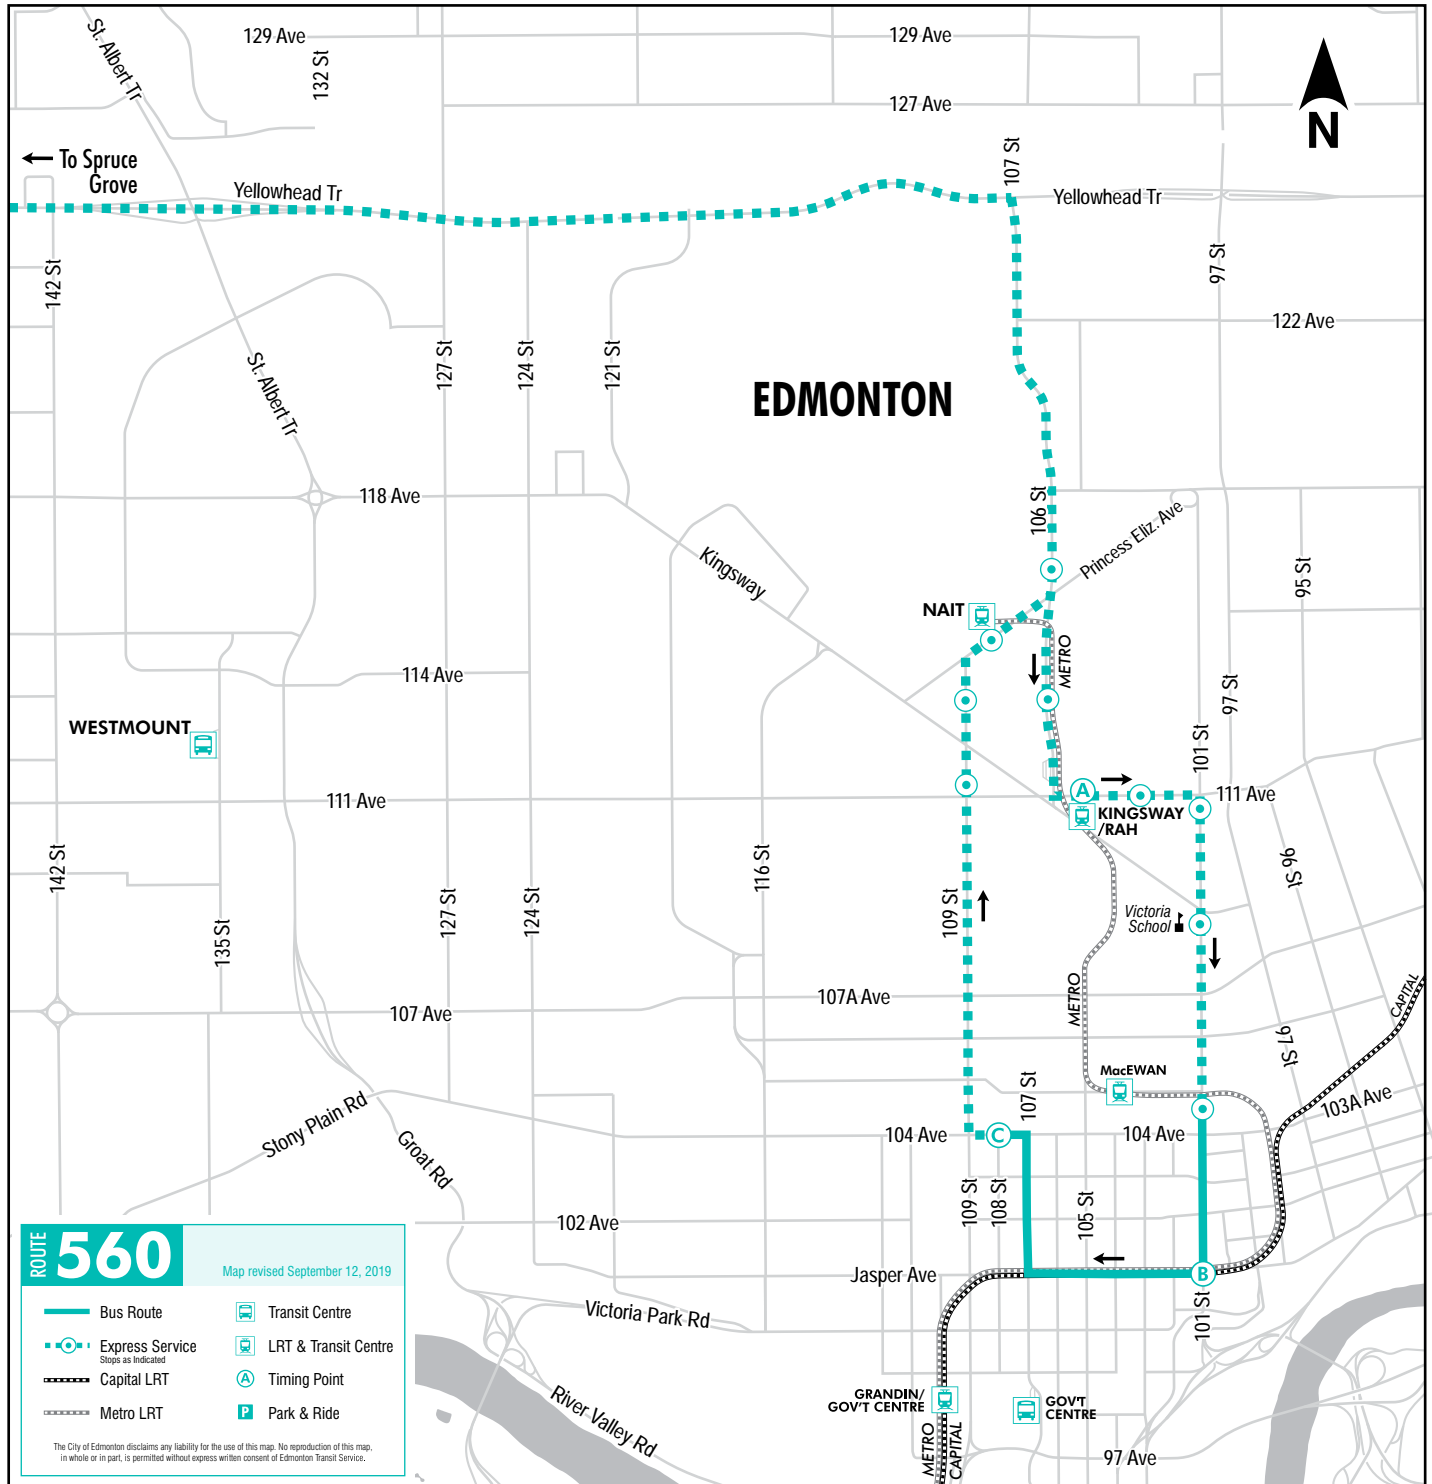 129 Ave
129 Ave
St. Albert Tr
132 St
127 Ave
N
To Spruce
Grove
107 St
Yellowhead Tr
Yellowhead Tr
142 St
97 St
122 Ave
127 St
124 St
121 St
St. Albert Tr
EDMONTON
118 Ave
106 St
Princess Eliz. Ave
Kingsway
95 St
NAIT
METRO
114 Ave
97 St
WESTMOUNT
101 St
A
111 Ave
111 Ave
KINGSWAY
/RAH
142 St
116 St
96 St
127 St
124 St
109 St
135 St
Victoria
School
107A Ave
METRO
CAPITAL
107 Ave
97 St
MacEWAN
107 St
103A Ave
Stony Plain Rd
104 Ave
C
104 Ave
Groat Rd
109 St
108 St
105 St
102 Ave
Jasper Ave
B
101 St
Victoria Park Rd
River Valley Rd
GRANDIN/
GOV'T CENTRE
GOV'T
CENTRE
METRO
CAPITAL
97 Ave
ROUTE 560
Map revised September 12, 2019
Bus Route
Transit Centre
Express Service
Stops as Indicated
LRT & Transit Centre
Capital LRT
A Timing Point
Metro LRT
P Park & Ride
The City of Edmonton disclaims any liability for the use of this map. No reproduction of this map,
in whole or in part, is permitted without express written consent of Edmonton Transit Service.